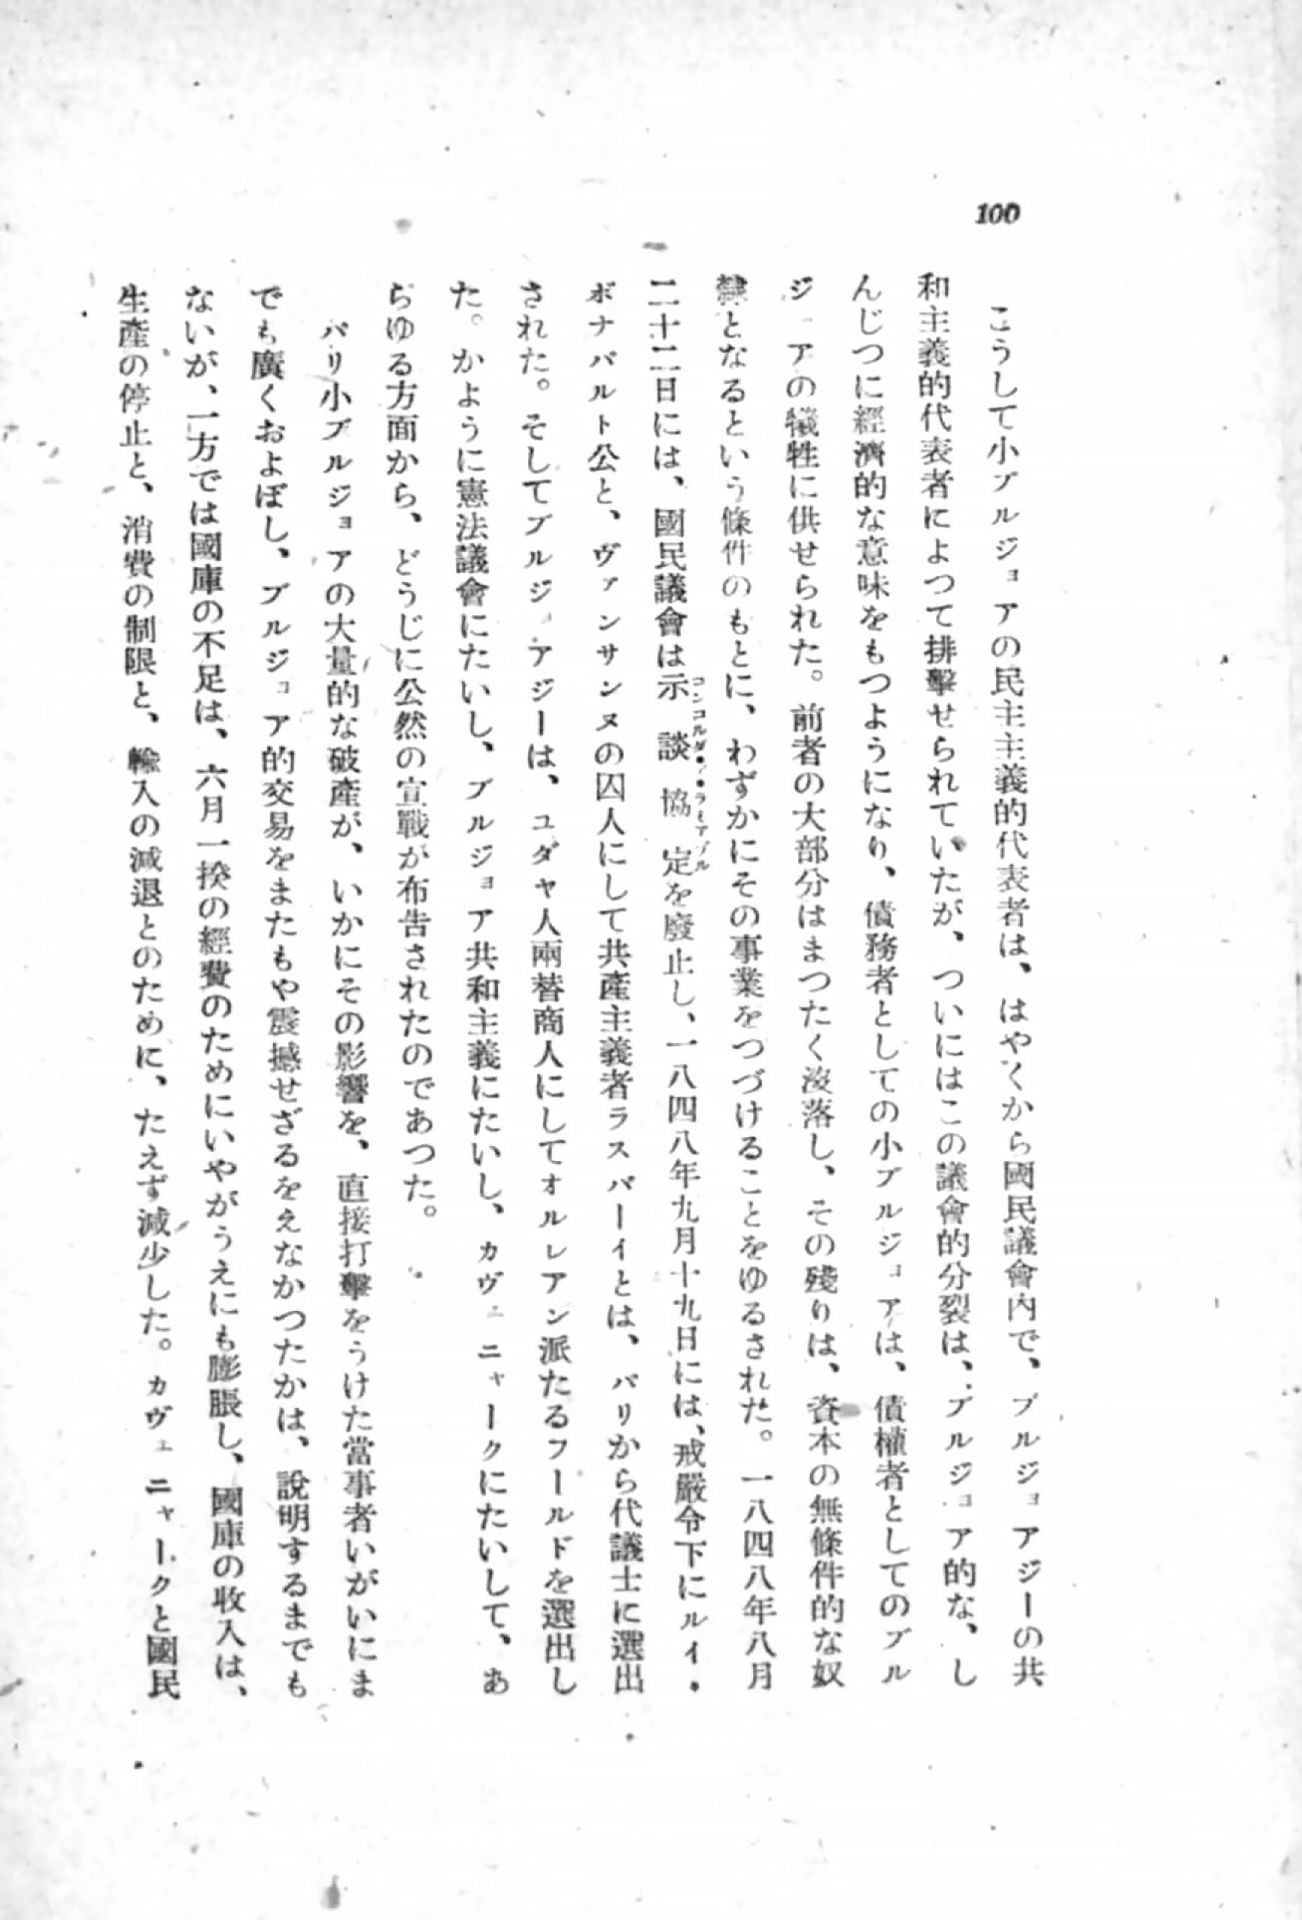 100
こうして小ブルジョアの民主主義的代表者は、はやくから國民議會內で、ブルジョアジーの共
和主義的代表者によつて排擊せられていたが、ついにはこの議會的分裂は、ブルジョア的な、し
んじつに經濟的な意味をもつようになり、債務者としての小ブルジョアは、債權者としてのブル
ジョアの犧牲に供せられた。前者の大部分はまつたく沒落し、その殘りは、資本の無條件的な奴
隸となるという條件のもとに、わずかにその事業をつづけることをゆるされた。一八四八年八月
二十二日には、國民議會は示談協定を廢止し、一八四八年九月十九日には、戒嚴令下にルイ・
コンコルダ・ア・ラミアブル
ボナパルト公と、ヴァンサンヌの囚人にして共產主義者ラスパーイとは、パリから代議士に選出
された。そしてブルジョアジーは、ユダヤ人兩替商人にしてオルレアン派たるフールドを選出し
た。かように憲法議會にたいし、ブルジョア共和主義にたいし、カヴェニャークにたいして、あ
らゆる方面から、どうじに公然の宣戰が布告されたのであつた。
パリ小ブルジョアの大量的な破產が、いかにその影響を、直接打擊をうけた當事者いがいにま
でも廣くおよぼし、ブルジョア的交易をまたもや震撼せざるをえなかつたかは、說明するまでも
ないが、一方では國庫の不足は、六月一揆の經費のためにいやがうえにも膨脹し、國庫の收入は、
生產の停止と、消費の制限と、輸入の減退とのために、たえず減少した。カヴェニャークと國民